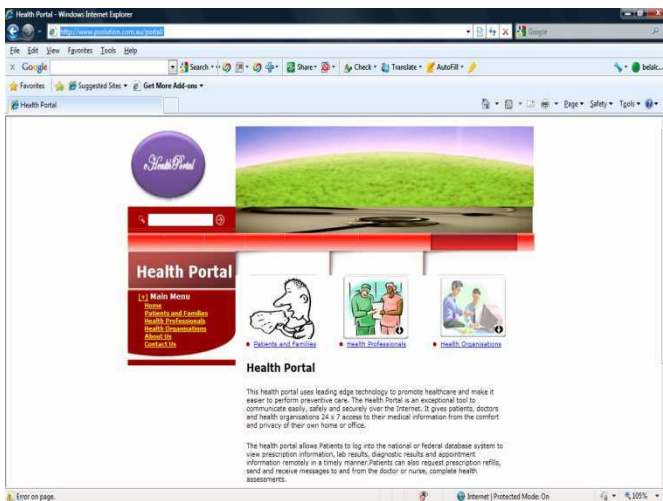 Health Portal - Windows Internet Explorer
http://www.poolution.com.au/portal/
Google
File Edit View Favorites Tools Help
x Google Search Share Check Translate AutoFill belalc...
Favorites Suggested Sites Get More Add-ons
Health Portal Page Safety Tools
eHealthPortal
Health Portal
[+] Main Menu
Home
Patients and Families
Health Professionals
Health Organisations
About Us
Contact Us
Patients and Families Health Professionals Health Organisations
Health Portal
This health portal uses leading edge technology to promote healthcare and make it
easier to perform preventive care. The Health Portal is an exceptional tool to
communicate easily, safely and securely over the Internet. It gives patients, doctors
and health organisations 24 x 7 access to their medical information from the comfort
and privacy of their own home or office.
The health portal allows Patients to log into the national or federal database system to
view prescription information, lab results, diagnostic results and appointment
information remotely in a timely manner.Patients can also request prescription refills,
send and receive messages to and from the doctor or nurse, complete health
assessments.
Error on page. Internet | Protected Mode: On 105%